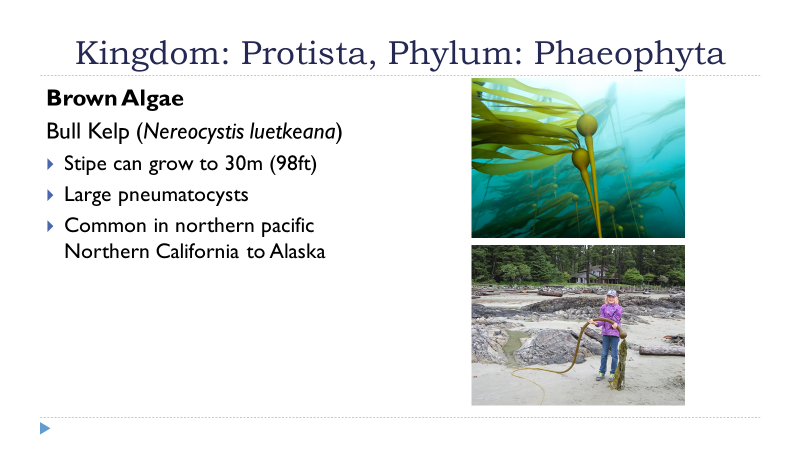 Kingdom: Protista, Phylum: Phaeophyta
Brown Algae
Bull Kelp (Nereocystis luetkeana)
Stipe can grow to 30m (98ft)
Large pneumatocysts
Common in northern pacific
Northern California to Alaska